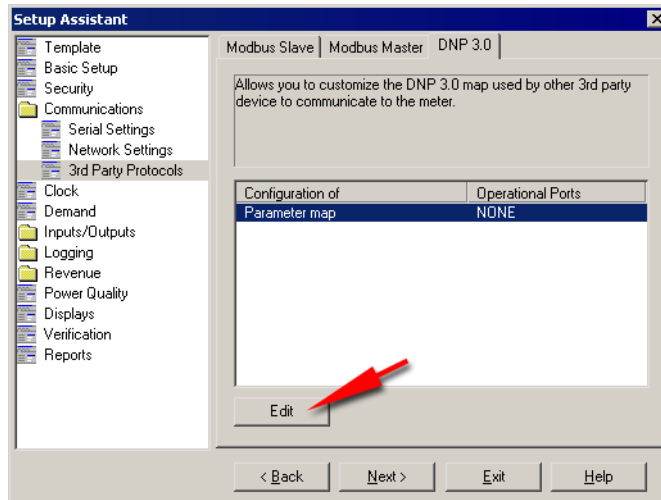 Setup Assistant
Template
Basic Setup
Security
Communications
Serial Settings
Network Settings
3rd Party Protocols
Clock
Demand
Inputs/Outputs
Logging
Revenue
Power Quality
Displays
Verification
Reports
Modbus Slave Modbus Master DNP 3.0
Allows you to customize the DNP 3.0 map used by other 3rd party
device to communicate to the meter.
Configuration of Operational Ports
Parameter map NONE
Edit
< Back Next > Exit Help